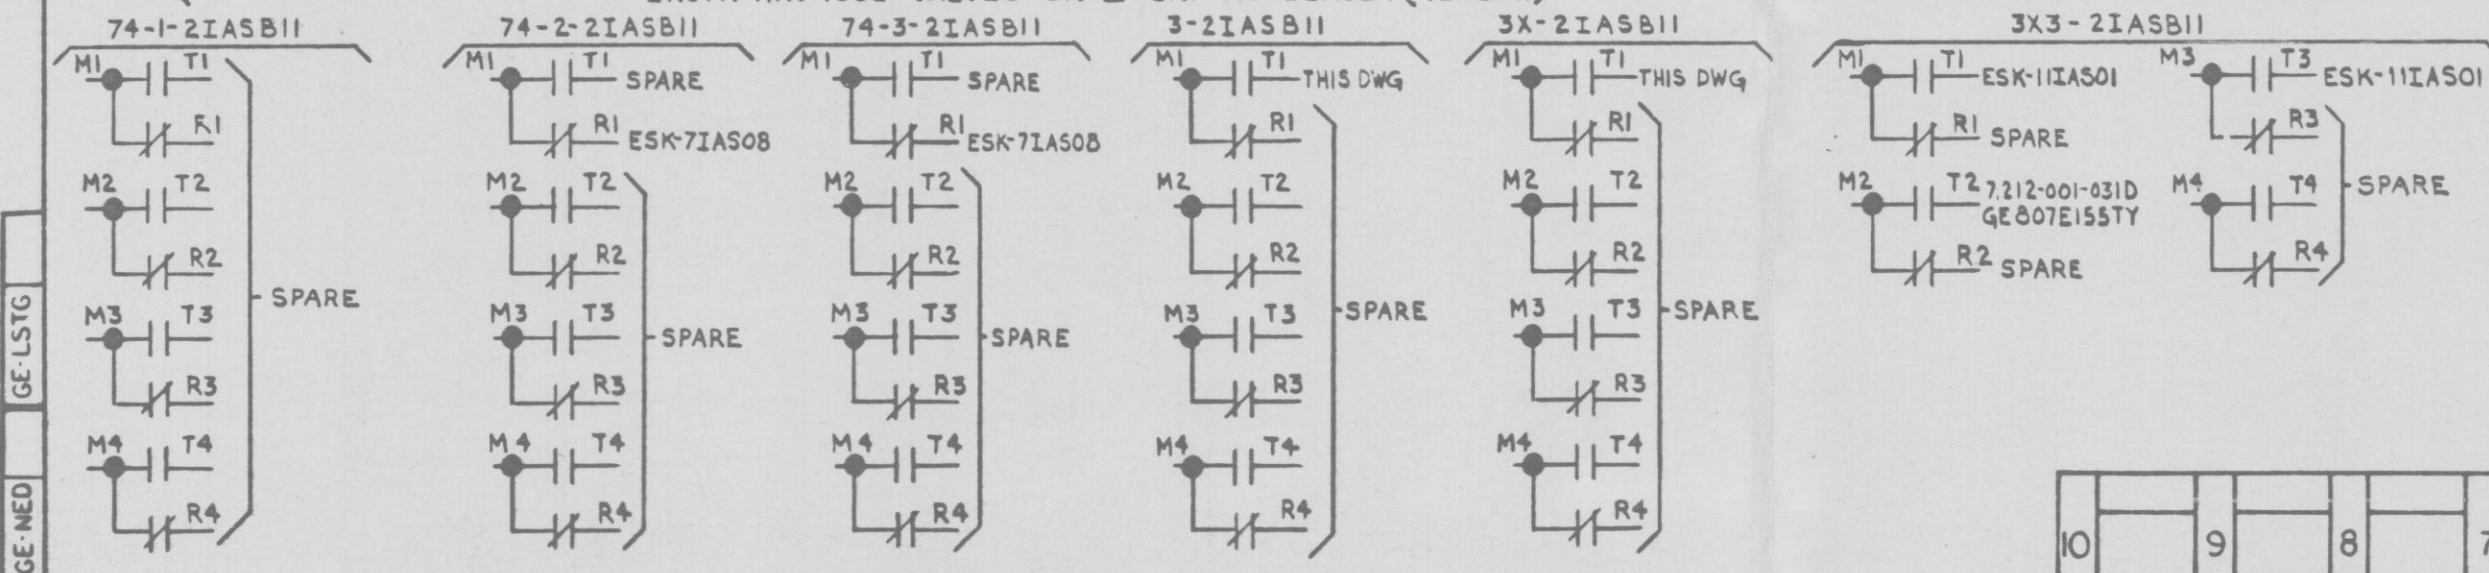 74-1-2IASB11
M1 T1
R1
M2 T2
R2
M3 T3
R3
M4 T4
R4
SPARE
74-2-2IASB11
M1 T1 SPARE
R1 ESK-7IAS08
M2 T2
R2
M3 T3
R3
M4 T4
R4
SPARE
74-3-2IASB11
M1 T1 SPARE
R1 ESK-7IAS08
M2 T2
R2
M3 T3
R3
M4 T4
R4
SPARE
3-2IASB11
M1 T1 THIS DWG
R1
M2 T2
R2
M3 T3
R3
M4 T4
R4
SPARE
3X-2IASB11
M1 T1 THIS DWG
R1
M2 T2
R2
M3 T3
R3
M4 T4
R4
SPARE
3X3-2IASB11
M1 T1 ESK-11IAS01
R1 SPARE
M2 T2 7.212-001-031D
GE807E155TY
R2 SPARE
M3 T3 ESK-11IAS01
R3
M4 T4
R4
SPARE
GE-LSTG
GE-NED
10 9 8 7